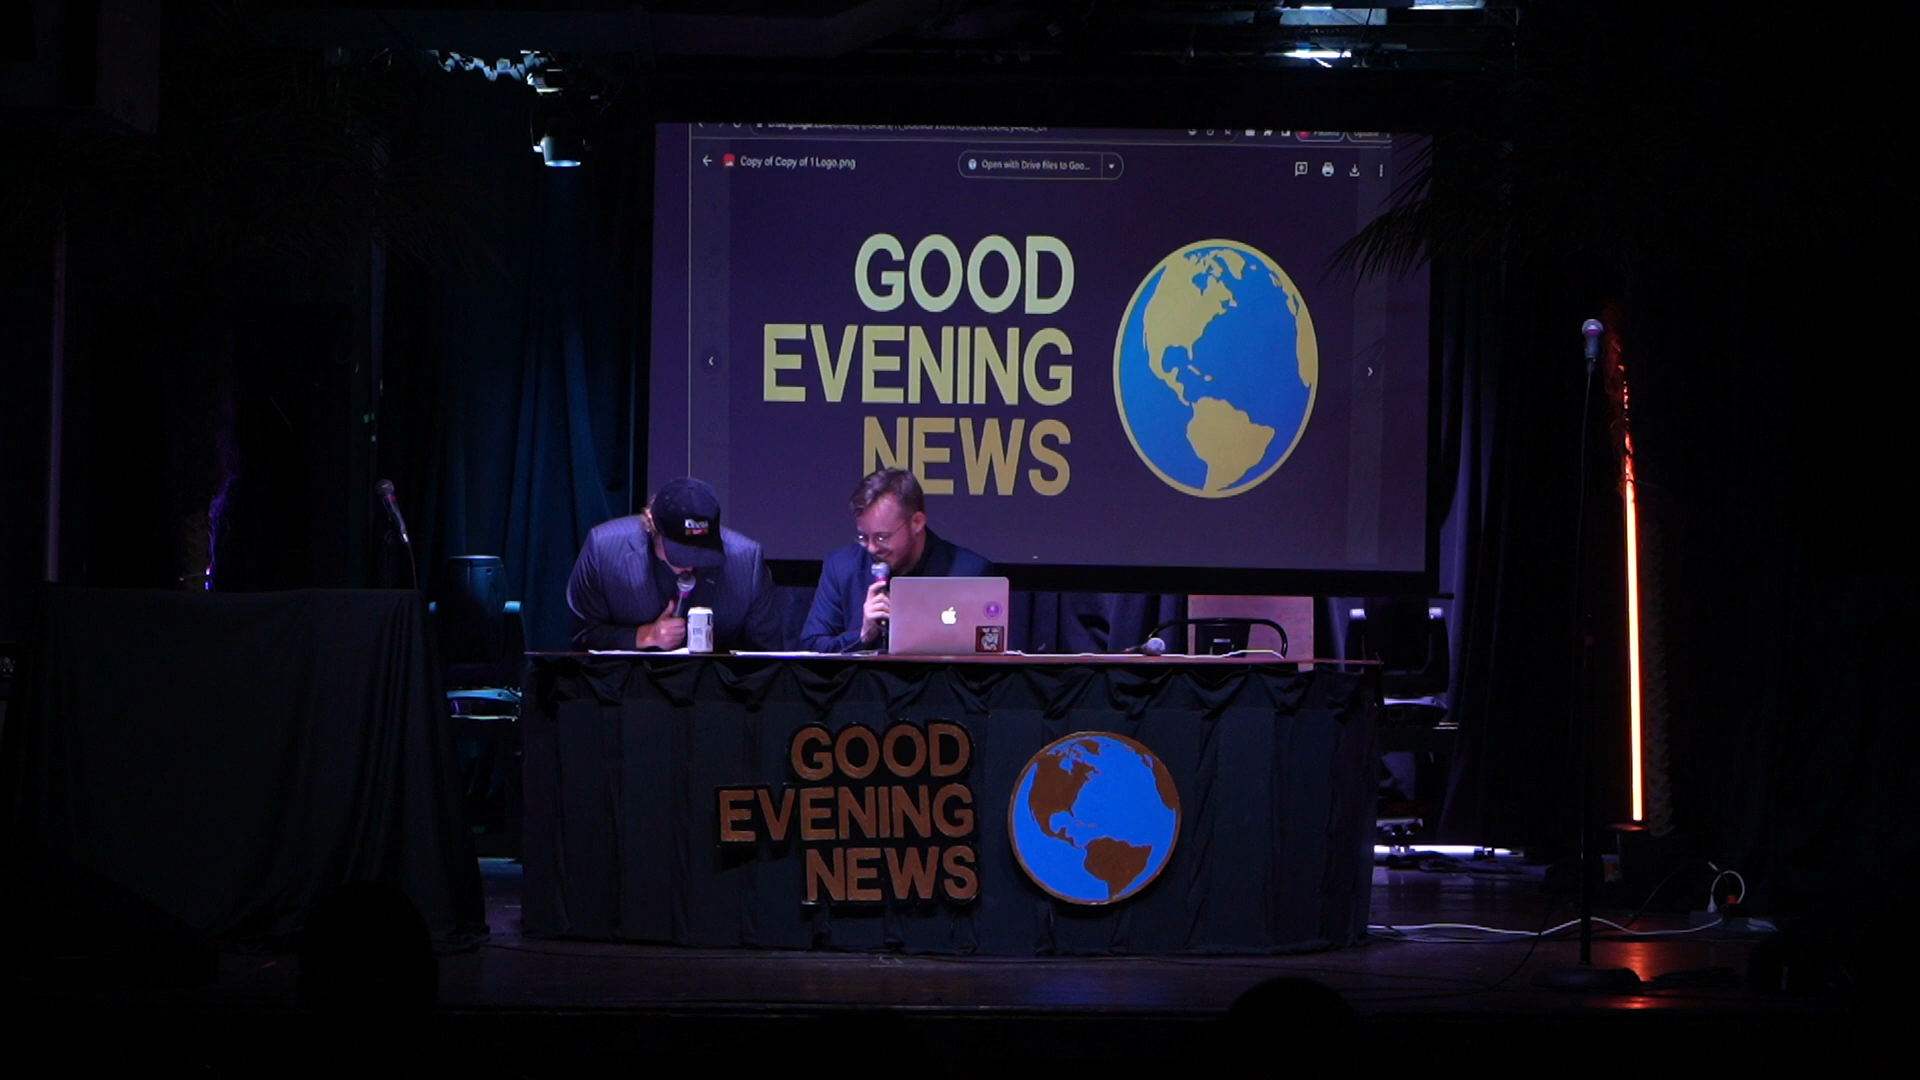 Copy of Copy of 1 Logo.png
Open with Drive files to Goo...
GOOD
EVENING
NEWS
GOOD
EVENING
NEWS